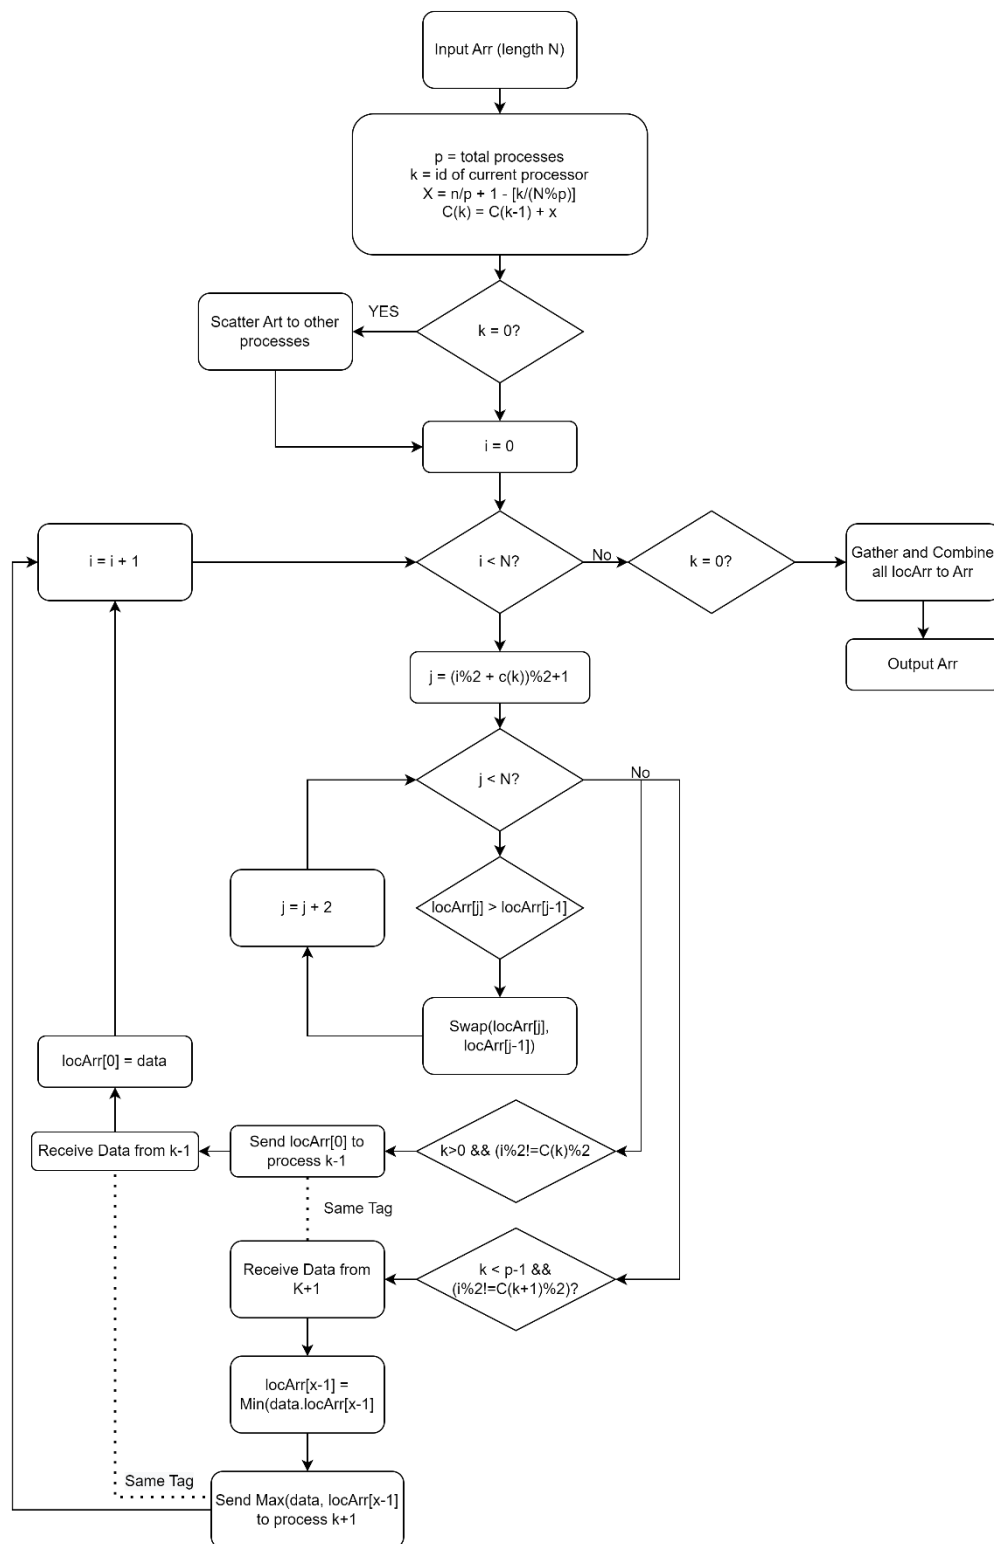 Input Arr (length N)
p = total processes
k = id of current processor
X = n/p + 1 - [k/(N%p)]
C(k) = C(k-1) + x
YES
Scatter Art to other
processes
k = 0?
i = 0
i = i + 1
i < N?
No
k = 0?
Gather and Combine
all locArr to Arr
Output Arr
j = (i%2 + c(k))%2+1
j < N?
No
j = j + 2
locArr[j] > locArr[j-1]
Swap(locArr[j],
locArr[j-1])
locArr[0] = data
Receive Data from k-1
Send locArr[0] to
process k-1
k>0 && (i%2!=C(k)%2
Same Tag
Receive Data from
K+1
k < p-1 &&
(i%2!=C(k+1)%2)?
locArr[x-1] =
Min(data.locArr[x-1]
Same Tag
Send Max(data, locArr[x-1]
to process k+1